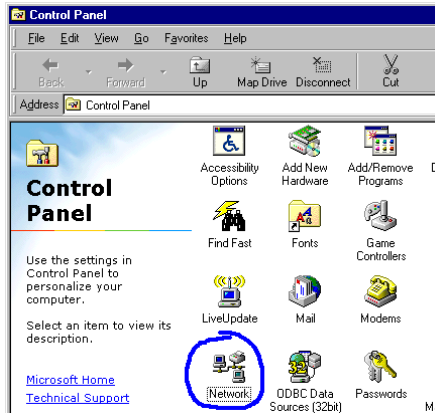 Control Panel
File Edit View Go Favorites Help
Back Forward Up Map Drive Disconnect Cut
Address Control Panel
Control
Panel
Use the settings in
Control Panel to
personalize your
computer.
Select an item to view its
description.
Microsoft Home
Technical Support
Accessibility
Options
Add New
Hardware
Add/Remove
Programs
Find Fast
Fonts
Game
Controllers
LiveUpdate
Mail
Modems
Network
ODBC Data
Sources (32bit)
Passwords